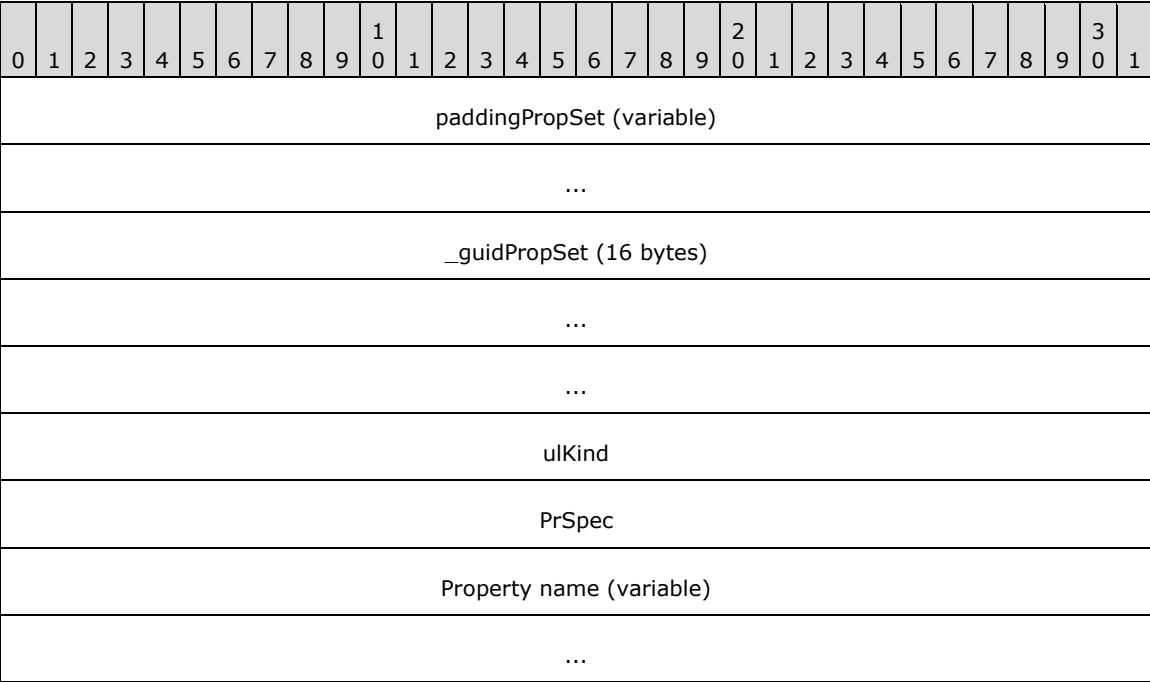 1 2 3
0 1 2 3 4 5 6 7 8 9 0 1 2 3 4 5 6 7 8 9 0 1 2 3 4 5 6 7 8 9 0 1
paddingPropSet (variable)
...
_guidPropSet (16 bytes)
...
...
ulKind
PrSpec
Property name (variable)
...